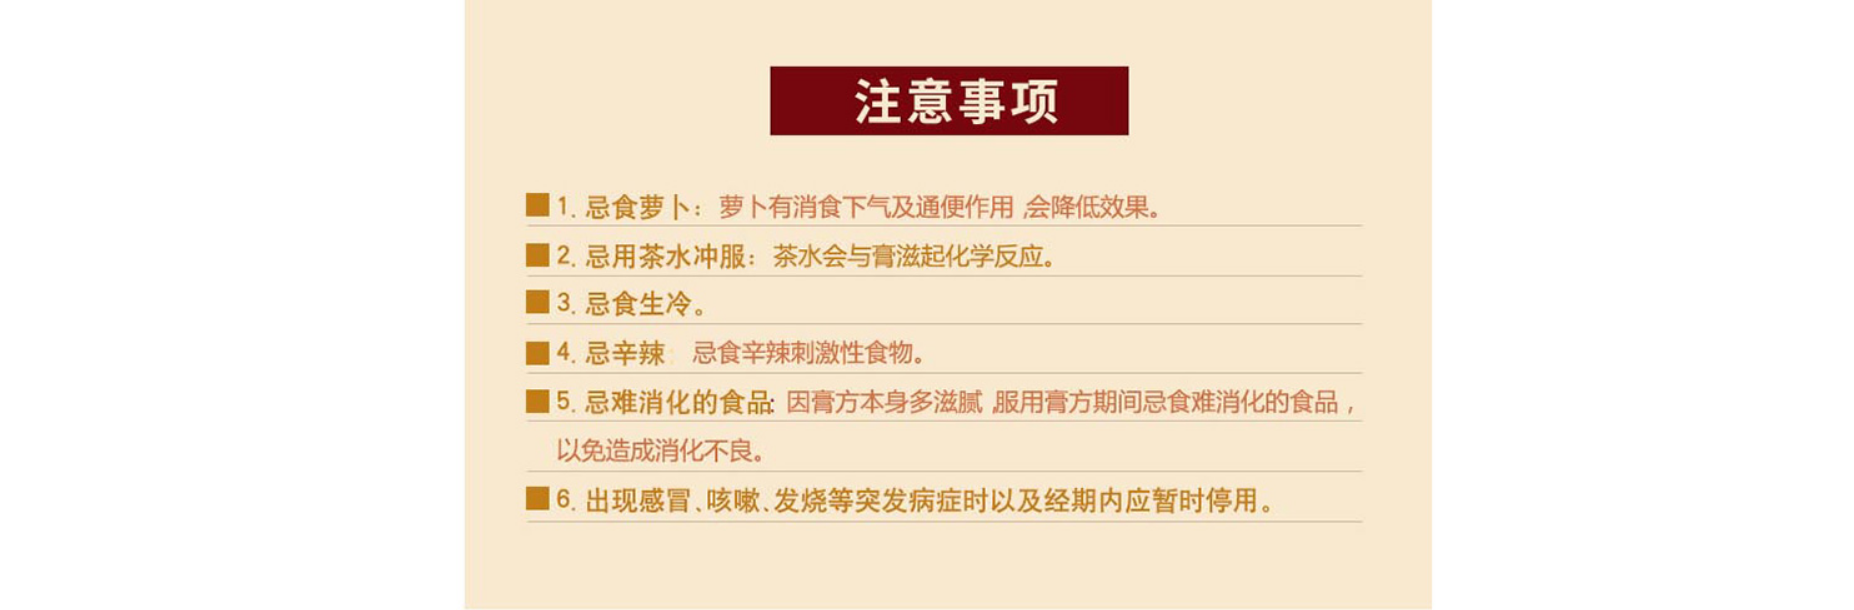 注意事项
1. 忌食萝卜：萝卜有消食下气及通便作用,会降低效果。
2. 忌用茶水冲服：茶水会与膏滋起化学反应。
3. 忌食生冷。
4. 忌辛辣：忌食辛辣刺激性食物。
5. 忌难消化的食品：因膏方本身多滋腻,服用膏方期间忌食难消化的食品，
以免造成消化不良。
6. 出现感冒、咳嗽、发烧等突发病症时以及经期内应暂时停用。